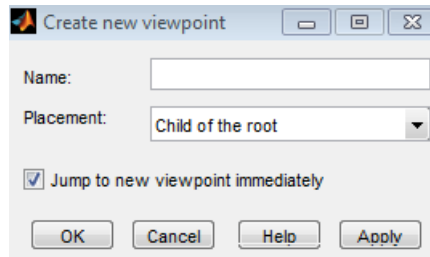 Create new viewpoint
Name:
Placement:
Child of the root
Jump to new viewpoint immediately
OK Cancel Help Apply